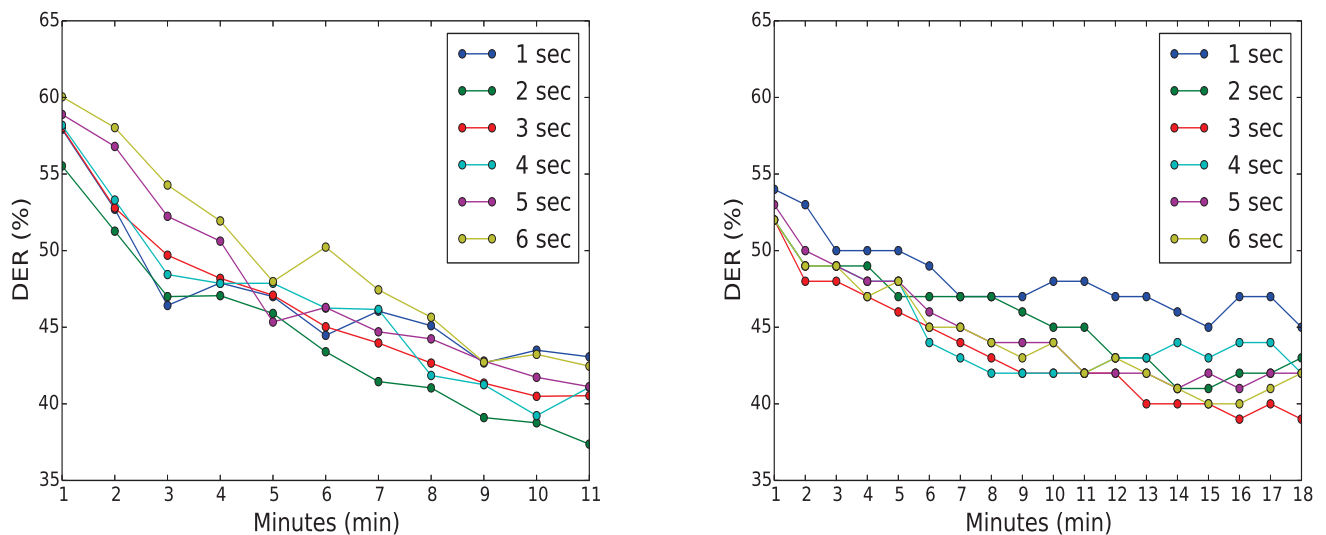 65
60
55
50
45
40
35
DER (%)
1 sec
2 sec
3 sec
4 sec
5 sec
6 sec
1 2 3 4 5 6 7 8 9 10 11
Minutes (min)
65
60
55
50
45
40
35
DER (%)
1 sec
2 sec
3 sec
4 sec
5 sec
6 sec
1 2 3 4 5 6 7 8 9 10 11 12 13 14 15 16 17 18
Minutes (min)